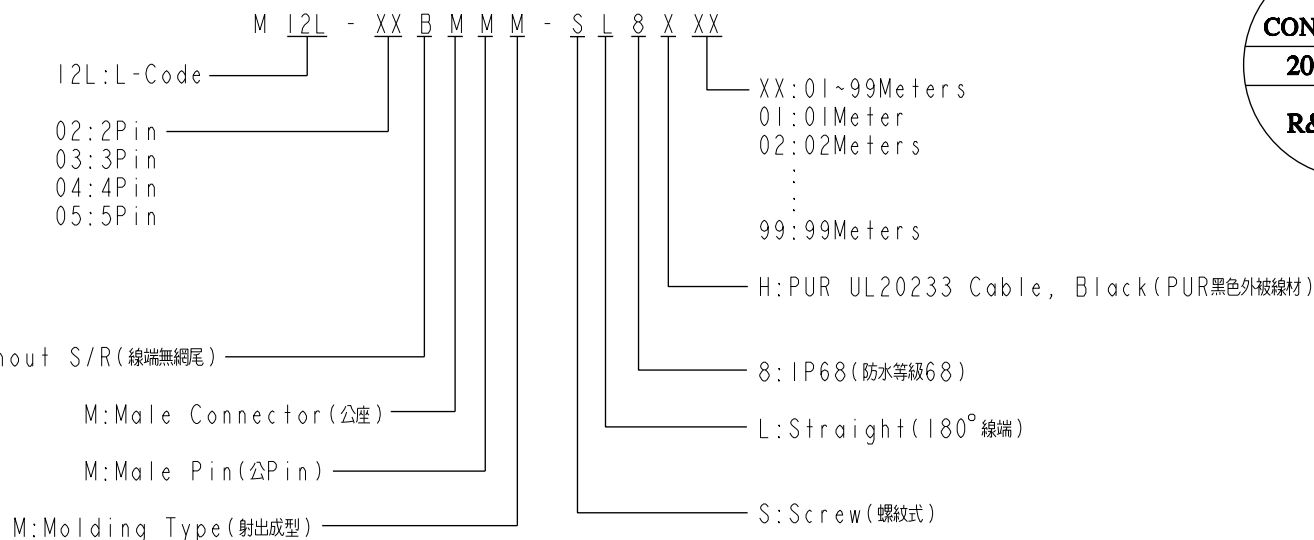 M 12L - XX B M M M - S L 8 X XX
12L:L-Code
02:2Pin
03:3Pin
04:4Pin
05:5Pin
S/R(線端無網尾)
M:Male Connector(公座)
M:Male Pin(公Pin)
M:Molding Type(射出成型)
XX:01~99Meters
01:01Meter
02:02Meters
:
:
99:99Meters
H:PUR UL20233 Cable, Black(PUR黑色外被線材)
8:IP68(防水等級68)
L:Straight(180°線端)
S:Screw(螺紋式)
CON
20
R&